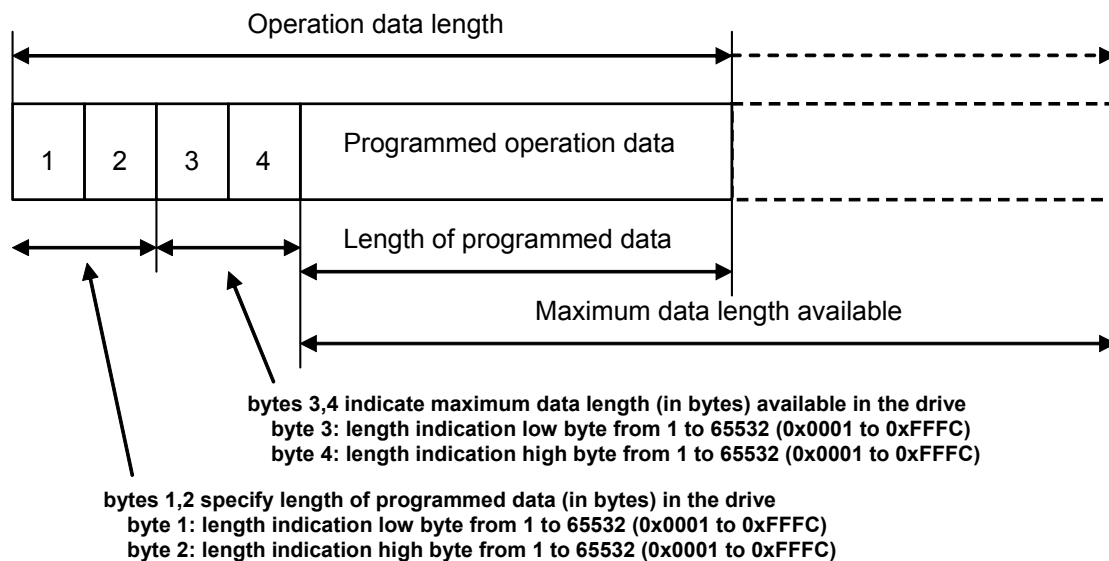 Operation data length
1 2 3 4 Programmed operation data
Length of programmed data
Maximum data length available
bytes 3,4 indicate maximum data length (in bytes) available in the drive
byte 3: length indication low byte from 1 to 65532 (0x0001 to 0xFFFC)
byte 4: length indication high byte from 1 to 65532 (0x0001 to 0xFFFC)
bytes 1,2 specify length of programmed data (in bytes) in the drive
byte 1: length indication low byte from 1 to 65532 (0x0001 to 0xFFFC)
byte 2: length indication high byte from 1 to 65532 (0x0001 to 0xFFFC)